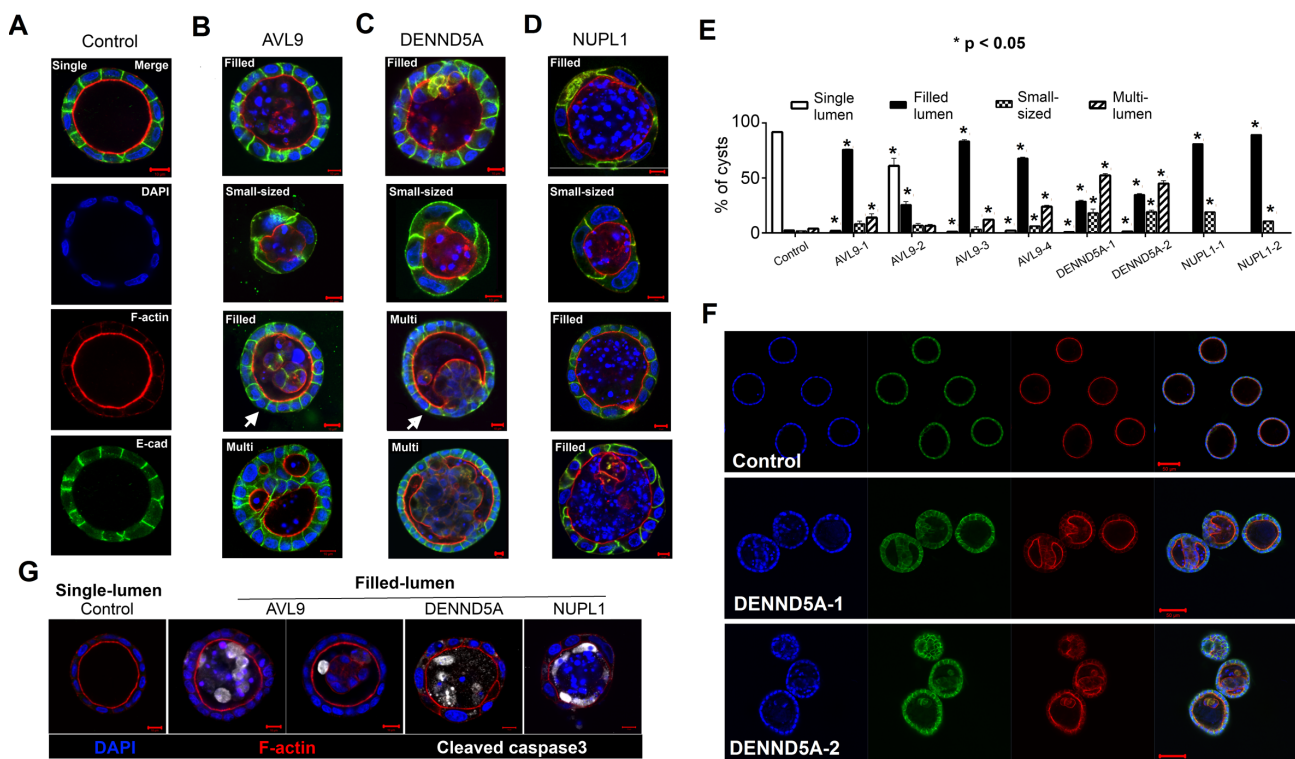 A
Control
Single
Merge
DAPI
F-actin
E-cad
B
AVL9
Filled
Small-sized
Filled
Multi
C
DENND5A
Filled
Small-sized
Multi
Multi
D
NUPL1
Filled
Small-sized
Filled
Filled
E
* p < 0.05
Single lumen
Filled lumen
Small-sized
Multi-lumen
% of cysts
100
50
0
* * * * * * * * * * * * * * * * * * * * * *
Control
AVL9-1
AVL9-2
AVL9-3
AVL9-4
DENND5A-1
DENND5A-2
NUPL1-1
NUPL1-2
F
Control
DENND5A-1
DENND5A-2
G
Single-lumen
Control
Filled-lumen
AVL9
DENND5A
NUPL1
DAPI
F-actin
Cleaved caspase3